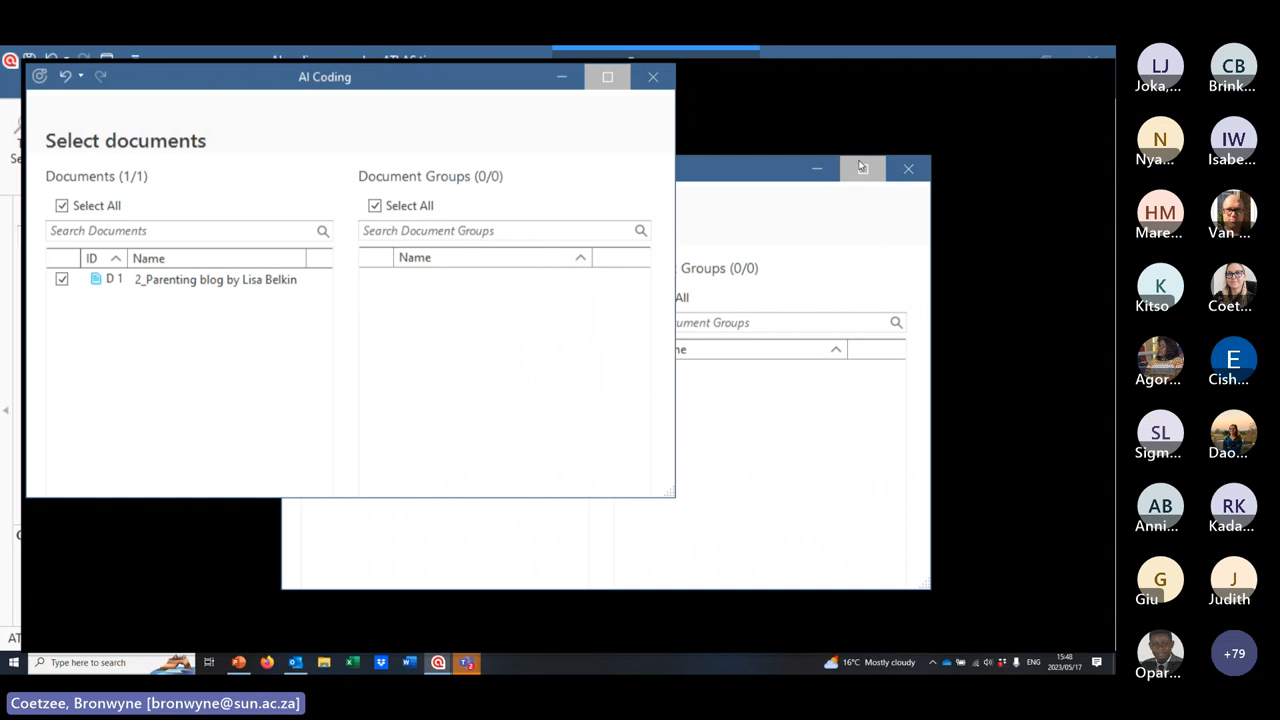 AI Coding
Select documents
Documents (1/1)
Document Groups (0/0)
Select All
Select All
Search Documents
Search Document Groups
ID
Name
Name
D 1
2_Parenting blog by Lisa Belkin
Groups (0/0)
All
ument Groups
ne
AT
Type here to search
16°C Mostly cloudy
ENG
15:48
2023/05/17
Coetzee, Bronwyne [bronwyne@sun.ac.za]
LJ
Joka,...
CB
Brink...
N
Nya...
IW
Isabe...
HM
Mare...
Van ...
K
Kitso
Coet...
Agor...
E
Cish...
SL
Sigm...
Dao...
AB
Anni...
RK
Kada...
G
Giu
J
Judith
Opar...
+79